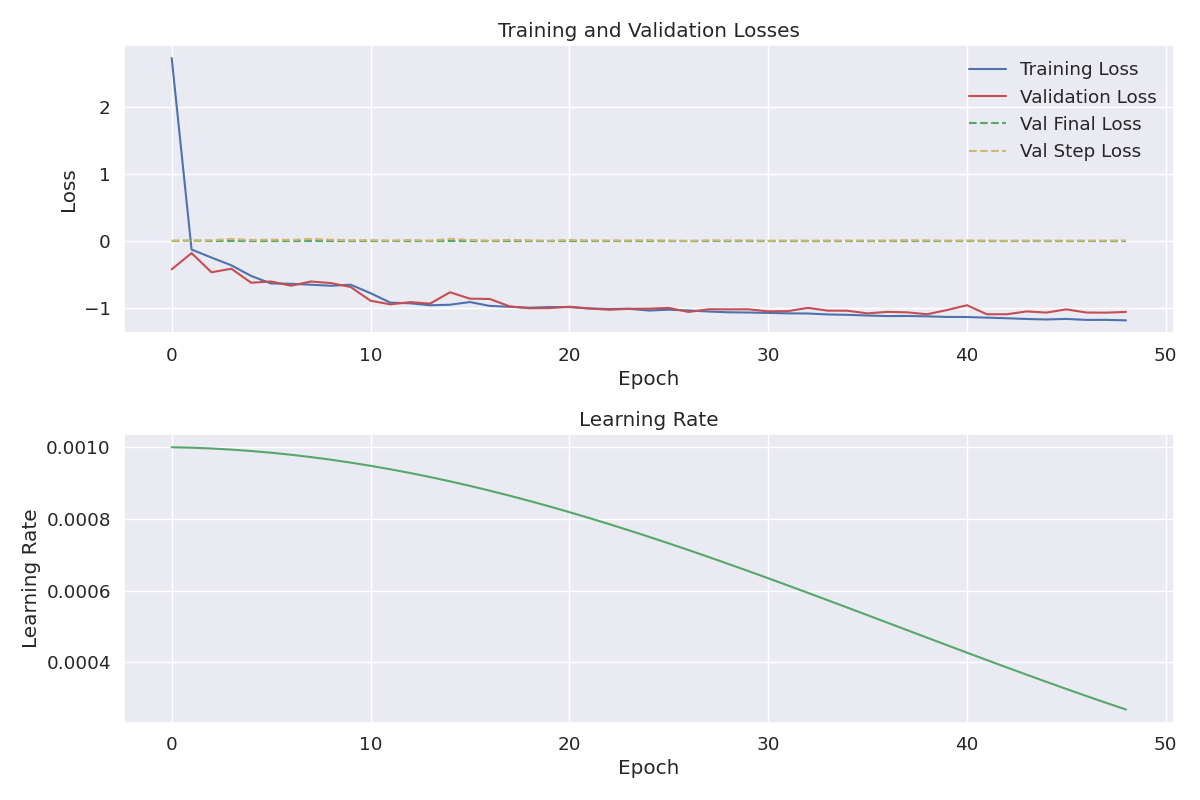 Training and Validation Losses
Loss
2
1
0
−1
Training Loss
Validation Loss
Val Final Loss
Val Step Loss
0 10 20 30 40 50
Epoch
Learning Rate
Learning Rate
0.0010
0.0008
0.0006
0.0004
0 10 20 30 40 50
Epoch